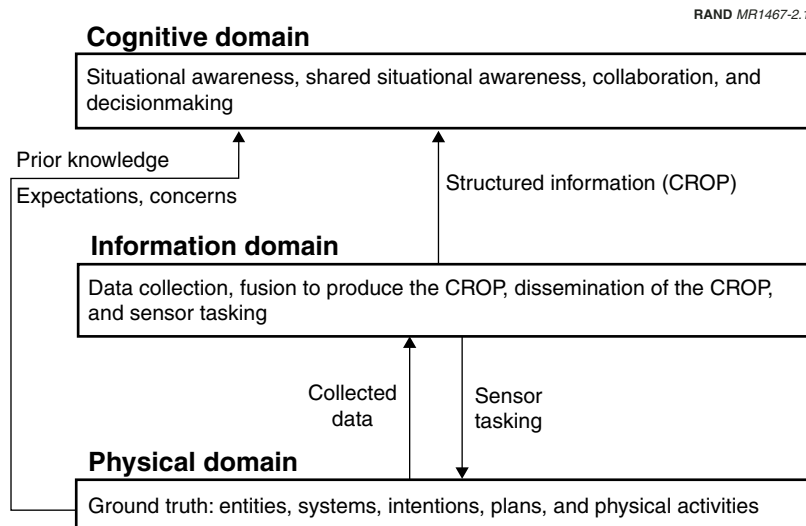 RAND MR1467-2.1
Cognitive domain
Situational awareness, shared situational awareness, collaboration, and
decisionmaking
Prior knowledge
Expectations, concerns
Structured information (CROP)
Information domain
Data collection, fusion to produce the CROP, dissemination of the CROP,
and sensor tasking
Collected
data
Sensor
tasking
Physical domain
Ground truth: entities, systems, intentions, plans, and physical activities